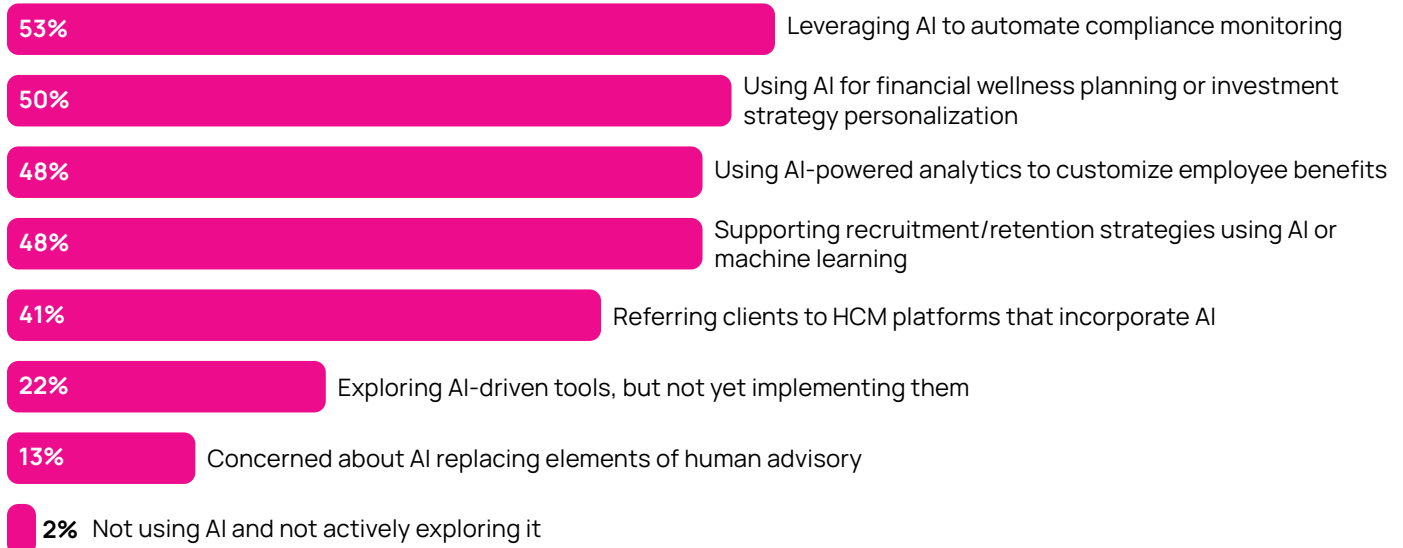 53%
Leveraging AI to automate compliance monitoring
50%
Using AI for financial wellness planning or investment
strategy personalization
48%
Using AI-powered analytics to customize employee benefits
48%
Supporting recruitment/retention strategies using AI or
machine learning
41%
Referring clients to HCM platforms that incorporate AI
22%
Exploring AI-driven tools, but not yet implementing them
13%
Concerned about AI replacing elements of human advisory
2% Not using AI and not actively exploring it